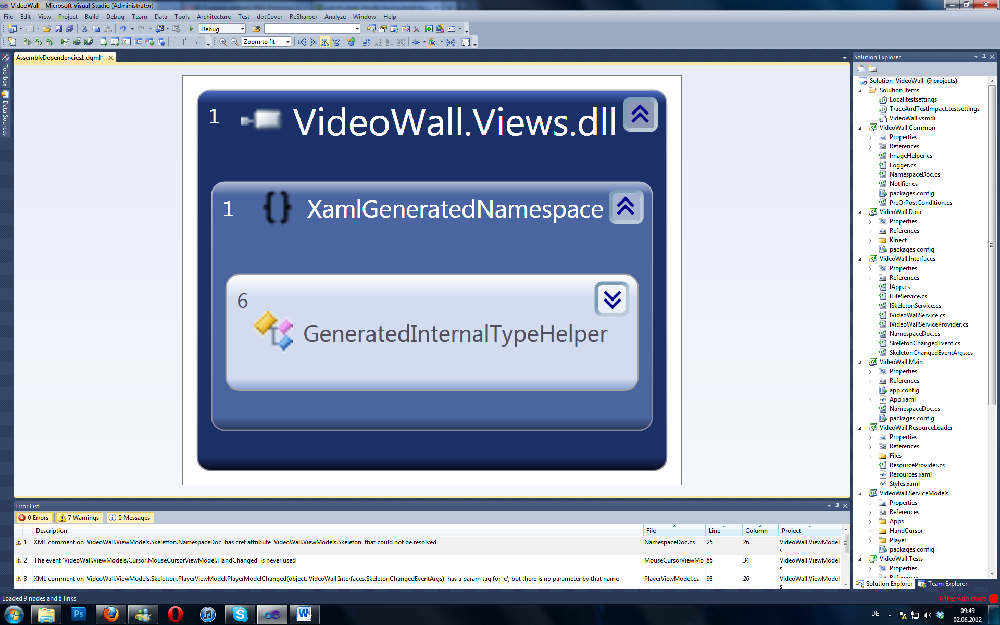 VideoWall - Microsoft Visual Studio (Administrator)
File Edit View Project Build Debug Team Data Tools Architecture Test dotCover ReSharper Analyze Window Help
Debug
Zoom to fit
Toolbox
Data Sources
AssemblyDependencies1.dgml*
1 VideoWall.Views.dll
1 {} XamlGeneratedNamespace
6
GeneratedInternalTypeHelper
Solution Explorer
Solution 'VideoWall' (9 projects)
Solution Items
Local.testsettings
TraceAndTestImpact.testsettings
VideoWall.vsmdi
VideoWall.Common
Properties
References
ImageHelper.cs
Logger.cs
NamespaceDoc.cs
Notifier.cs
packages.config
PreOrPostCondition.cs
VideoWall.Data
Properties
References
Kinect
packages.config
VideoWall.Interfaces
Properties
References
IApp.cs
IFileService.cs
ISkeletonService.cs
IVideoWallService.cs
IVideoWallServiceProvider.cs
NamespaceDoc.cs
SkeletonChangedEvent.cs
SkeletonChangedEventArgs.cs
VideoWall.Main
Properties
References
app.config
App.xaml
NamespaceDoc.cs
packages.config
VideoWall.ResourceLoader
Properties
References
Files
ResourceProvider.cs
Resources.xaml
Styles.xaml
VideoWall.ServiceModels
Properties
References
Apps
HandCursor
Player
packages.config
VideoWall.Tests
Properties
References
Solution Explorer Team Explorer
Error List
0 Errors 7 Warnings 0 Messages
Description File Line Column Project
1 XML comment on 'VideoWall.ViewModels.Skeletton.NamespaceDoc' has cref attribute 'VideoWall.ViewModels.Skeleton' that could not be resolved NamespaceDoc.cs 25 26 VideoWall.ViewModel
s
2 The event 'VideoWall.ViewModels.Cursor.MouseCursorViewModel.HandChanged' is never used MouseCursorViewMo 85 34 VideoWall.ViewModel
s
3 XML comment on 'VideoWall.ViewModels.Skeletton.PlayerViewModel.PlayerModelChanged(object, VideoWall.Interfaces.SkeletonChangedEventArgs)' has a param tag for 'e', but there is no parameter by that name PlayerViewModel.cs 98 26 VideoWall.ViewModel
s
Loaded 9 nodes and 8 links
6 files with errors
Ps
S
W
DE
09:49
02.06.2012